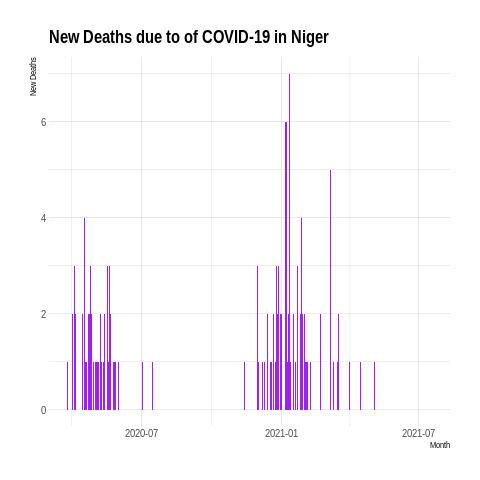 New Deaths due to of COVID-19 in Niger
New Deaths
6
4
2
0
2020-07
2021-01
2021-07
Month